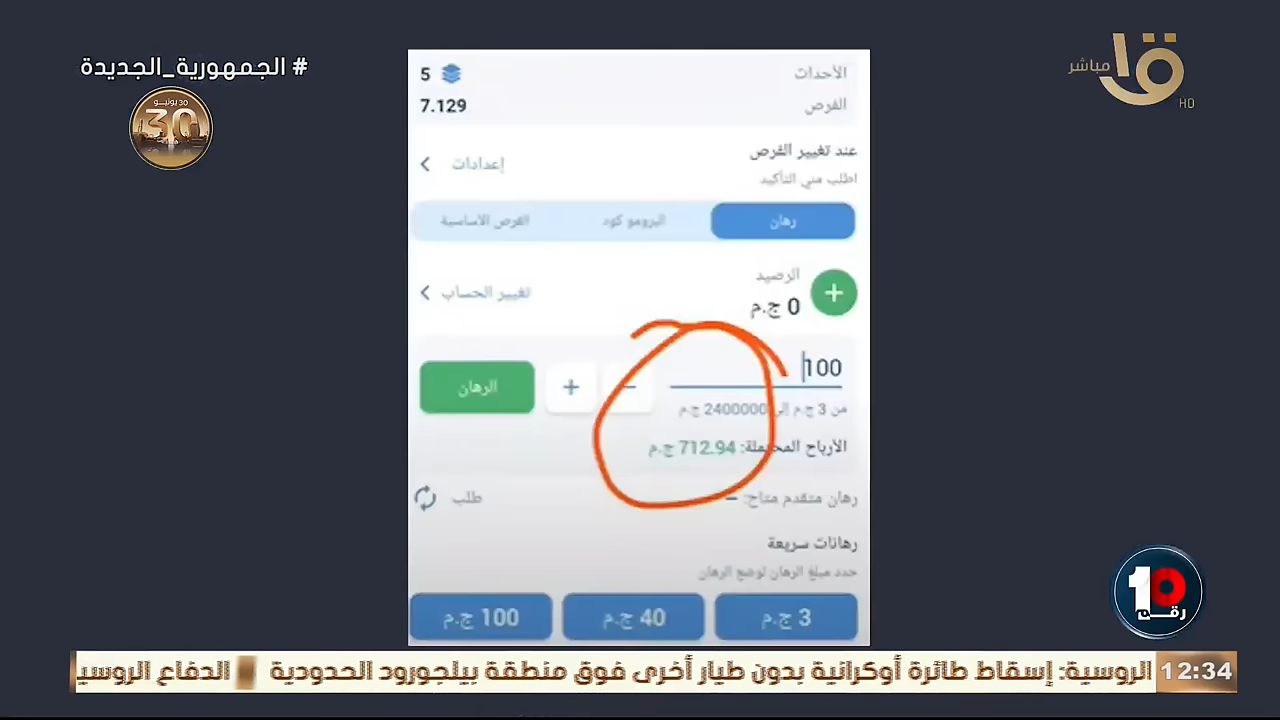 # الجمهورية_الجديدة
30 يونيو
30
مباشر
HD
الأحداث 5
الفرص 7.129
عند تغيير الفرص
اطلب مني التأكيد
إعدادات
رهان البرومو كود الفرص الأساسية
الرصيد
0 ج.م
تغيير الحساب
100
الرهان
+ −
من 3 ج.م إلى 2400000 ج.م
الأرباح المحتملة: 712.94 ج.م
رهان متقدم متاح: – طلب
رهانات سريعة
حدد مبلغ الرهان لوضع الرهان
3 ج.م 40 ج.م 100 ج.م
رقم 10
12:34 الروسية: إسقاط طائرة أوكرانية بدون طيار أخرى فوق منطقة بيلجورود الحدودية الدفاع الروسي